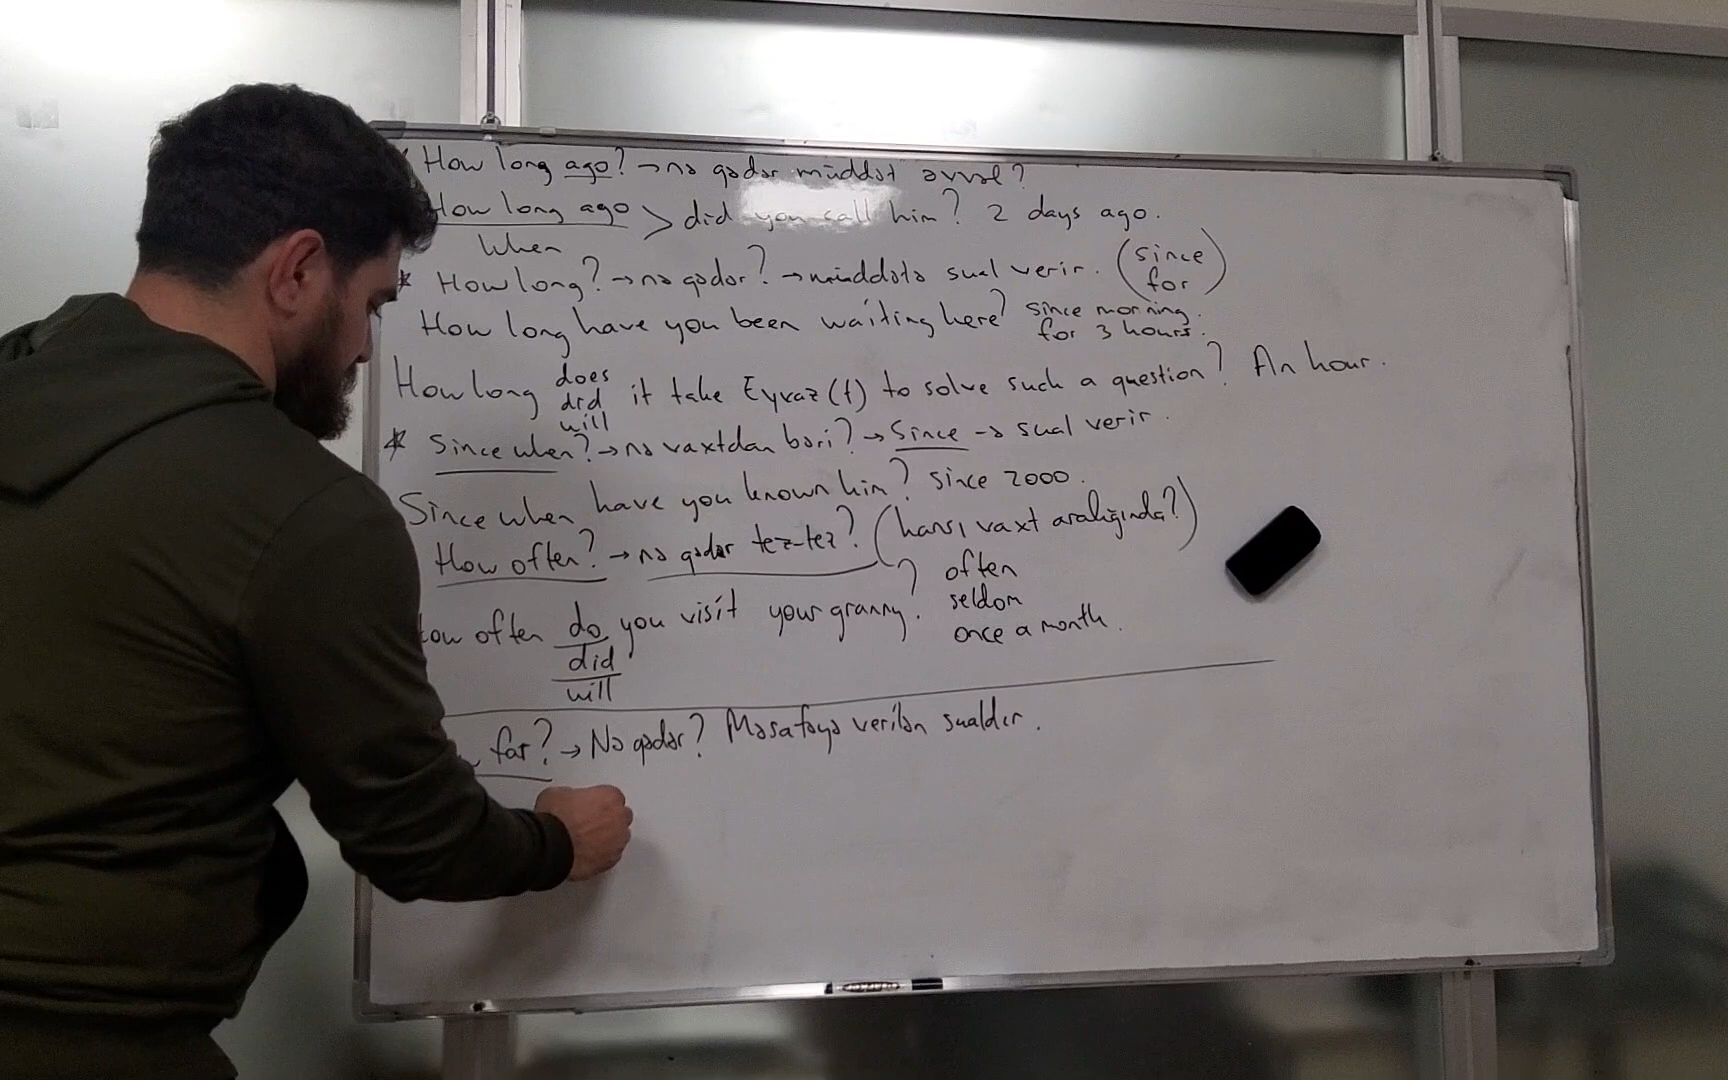 How long ago? → nə qədər müddət əvvəl?
How long ago > did you call him? 2 days ago.
When
* How long? → nə qədər? → müddətə sual verir. (since for)
How long have you been waiting here? since morning.
for 3 hours.
How long does it take Eyvaz (t) to solve such a question? An hour.
did
will
* Since when? → nə vaxtdan bəri? → Since → sual verir.
Since when have you known him? since 2000.
How often? → nə qədər tez-tez? (hansı vaxt aralığında?)
How often do you visit your granny? often
did
will
seldom
once a month.
far? → Nə qədər? Məsafəyə verilən sualdır.